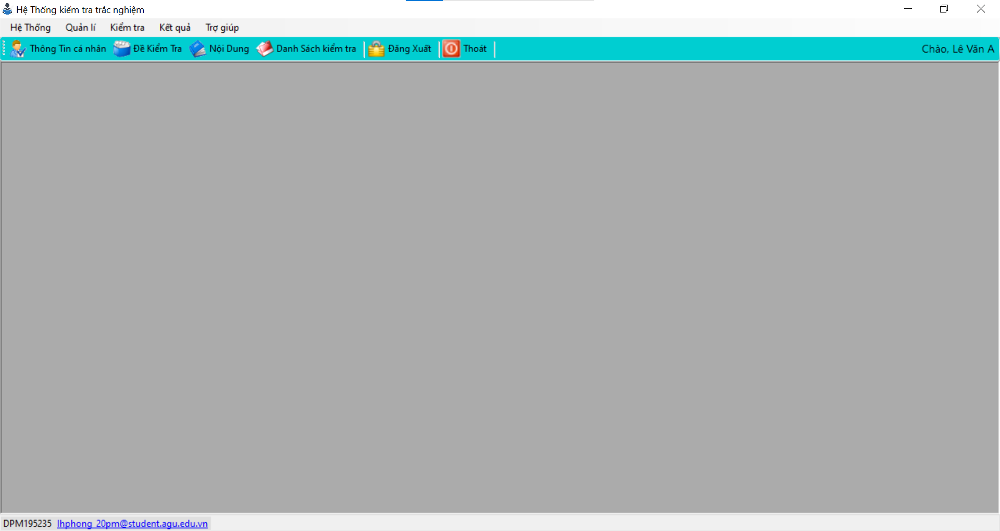 Hệ Thống kiểm tra trắc nghiệm
Hệ Thống Quản lí Kiểm tra Kết quả Trợ giúp
Thông Tin cá nhân Đề Kiểm Tra Nội Dung Danh Sách kiểm tra Đăng Xuất Thoát Chào, Lê Văn A
DPM195235 lhphong_20pm@student.agu.edu.vn